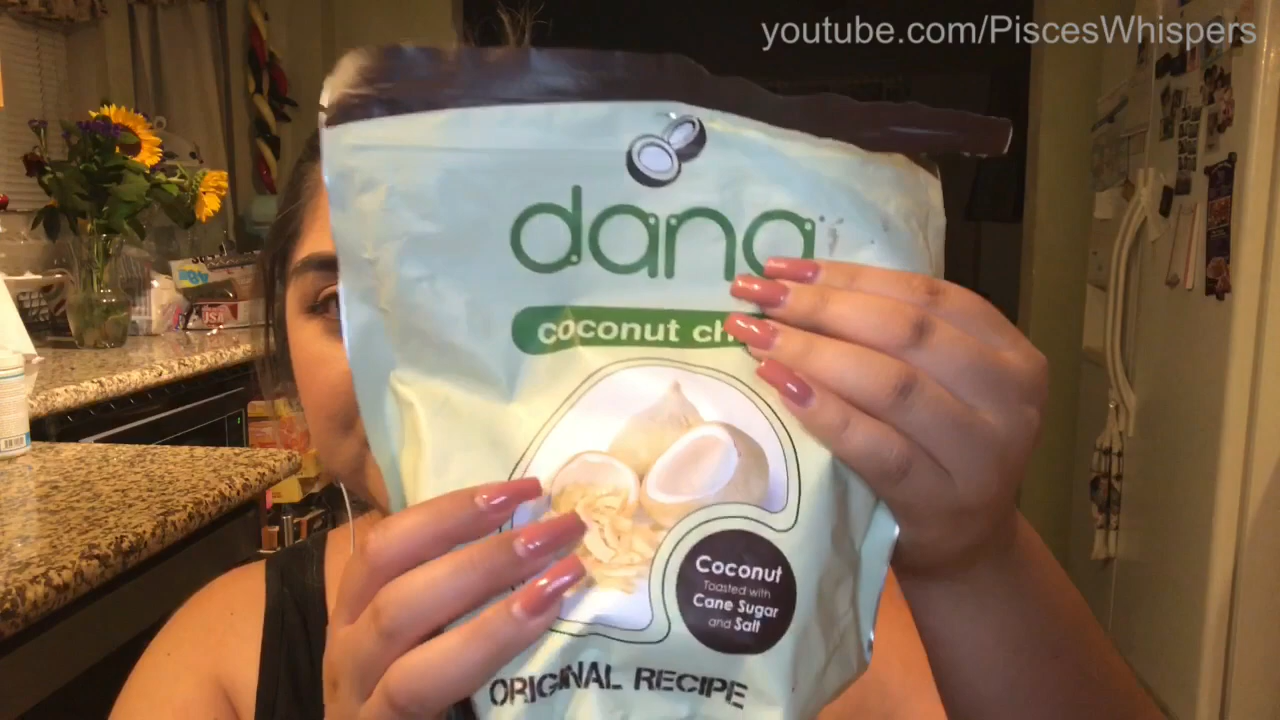 youtube.com/PiscesWhispers
dang
coconut ch
Coconut
Toasted with
Cane Sugar
and Salt
ORIGINAL RECIPE